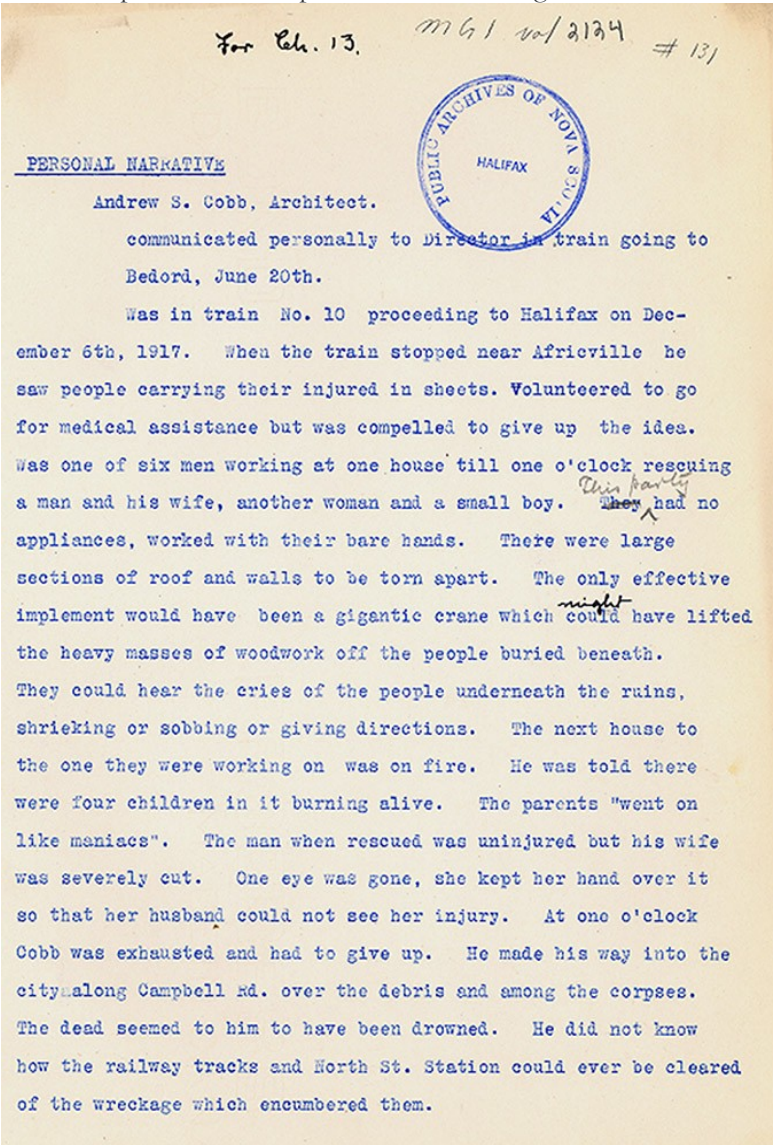 For Ch. 13.
MG 1 vol 2124
# 131
PUBLIC ARCHIVES OF NOVA SCOTIA
HALIFAX
PERSONAL NARRATIVE
Andrew S. Cobb, Architect.
communicated personally to Director in train going to
Bedord, June 20th.
Was in train No. 10 proceeding to Halifax on Dec-
ember 6th, 1917. When the train stopped near Africville he
saw people carrying their injured in sheets. Volunteered to go
for medical assistance but was compelled to give up the idea.
Was one of six men working at one house till one o'clock rescuing
This party
a man and his wife, another woman and a small boy. They had no
appliances, worked with their bare hands. There were large
sections of roof and walls to be torn apart. The only effective
might
implement would have been a gigantic crane which could have lifted
the heavy masses of woodwork off the people buried beneath.
They could hear the cries of the people underneath the ruins,
shrieking or sobbing or giving directions. The next house to
the one they were working on was on fire. He was told there
were four children in it burning alive. The parents "went on
like maniacs". The man when rescued was uninjured but his wife
was severely cut. One eye was gone, she kept her hand over it
so that her husband could not see her injury. At one o'clock
Cobb was exhausted and had to give up. He made his way into the
city along Campbell Rd. over the debris and among the corpses.
The dead seemed to him to have been drowned. He did not know
how the railway tracks and North St. Station could ever be cleared
of the wreckage which encumbered them.